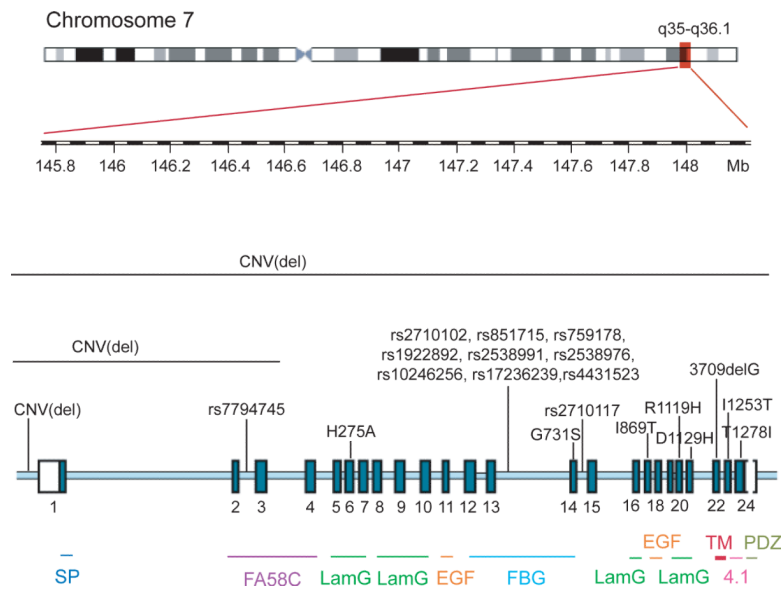 Chromosome 7
q35-q36.1
145.8 146 146.2 146.4 146.6 146.8 147 147.2 147.4 147.6 147.8 148 Mb
CNV(del)
CNV(del)
rs2710102, rs851715, rs759178,
rs1922892, rs2538991, rs2538976,
rs10246256, rs17236239,rs4431523
3709delG
CNV(del)
rs7794745
rs2710117
R1119H
I1253T
H275A
G731S
I869T
D1129H
T1278I
1 2 3 4 5 6 7 8 9 10 11 12 13 14 15 16 18 20 22 24
EGF TM PDZ
SP FA58C LamG LamG EGF FBG LamG LamG 4.1